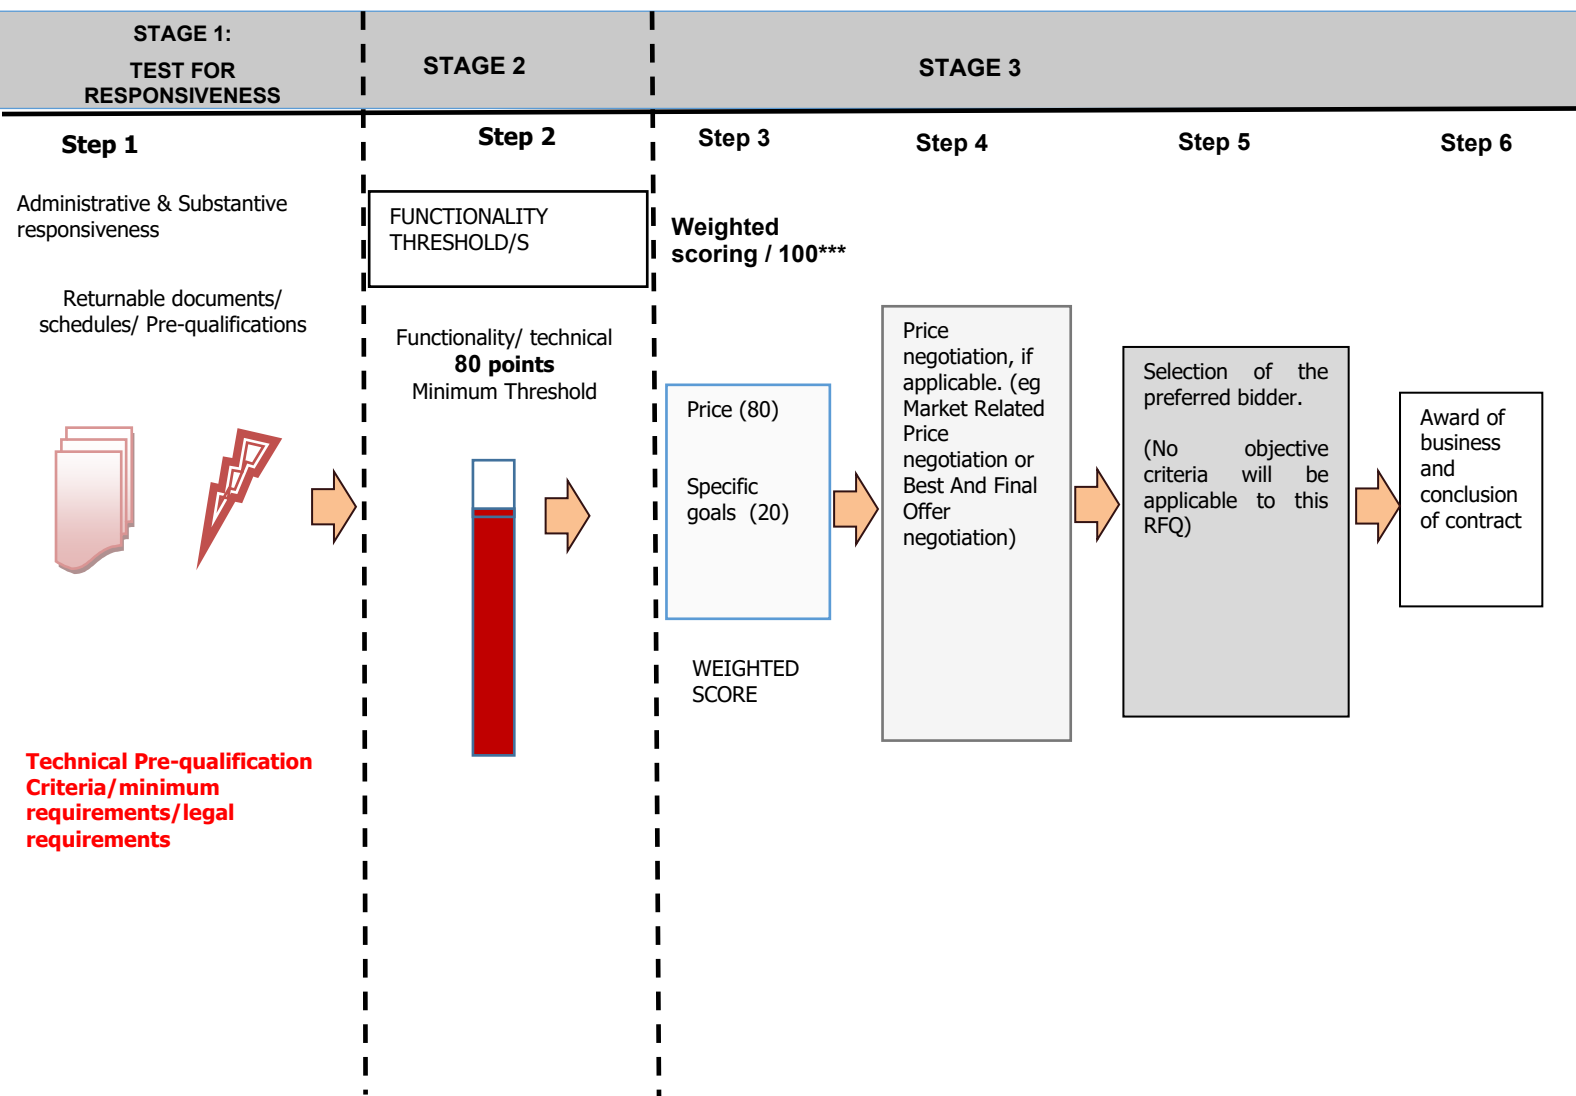 STAGE 1:
TEST FOR
RESPONSIVENESS
STAGE 2
STAGE 3
Step 1
Step 2
Step 3
Step 4
Step 5
Step 6
Administrative & Substantive
responsiveness
Returnable documents/
schedules/ Pre-qualifications
Technical Pre-qualification
Criteria/minimum
requirements/legal
requirements
FUNCTIONALITY
THRESHOLD/S
Functionality/ technical
80 points
Minimum Threshold
Weighted
scoring / 100***
Price (80)
Specific
goals (20)
WEIGHTED
SCORE
Price
negotiation, if
applicable. (eg
Market Related
Price
negotiation or
Best And Final
Offer
negotiation)
Selection of the
preferred bidder.
(No objective
criteria will be
applicable to this
RFQ)
Award of
business
and
conclusion
of contract